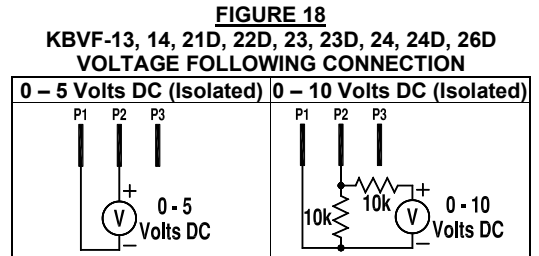 FIGURE 18
KBVF-13, 14, 21D, 22D, 23, 23D, 24, 24D, 26D
VOLTAGE FOLLOWING CONNECTION
0 – 5 Volts DC (Isolated)
0 – 10 Volts DC (Isolated)
P1 P2 P3
+
V
0 - 5
Volts DC
–
P1 P2 P3
10k
10k
+
V
0 - 10
Volts DC
–